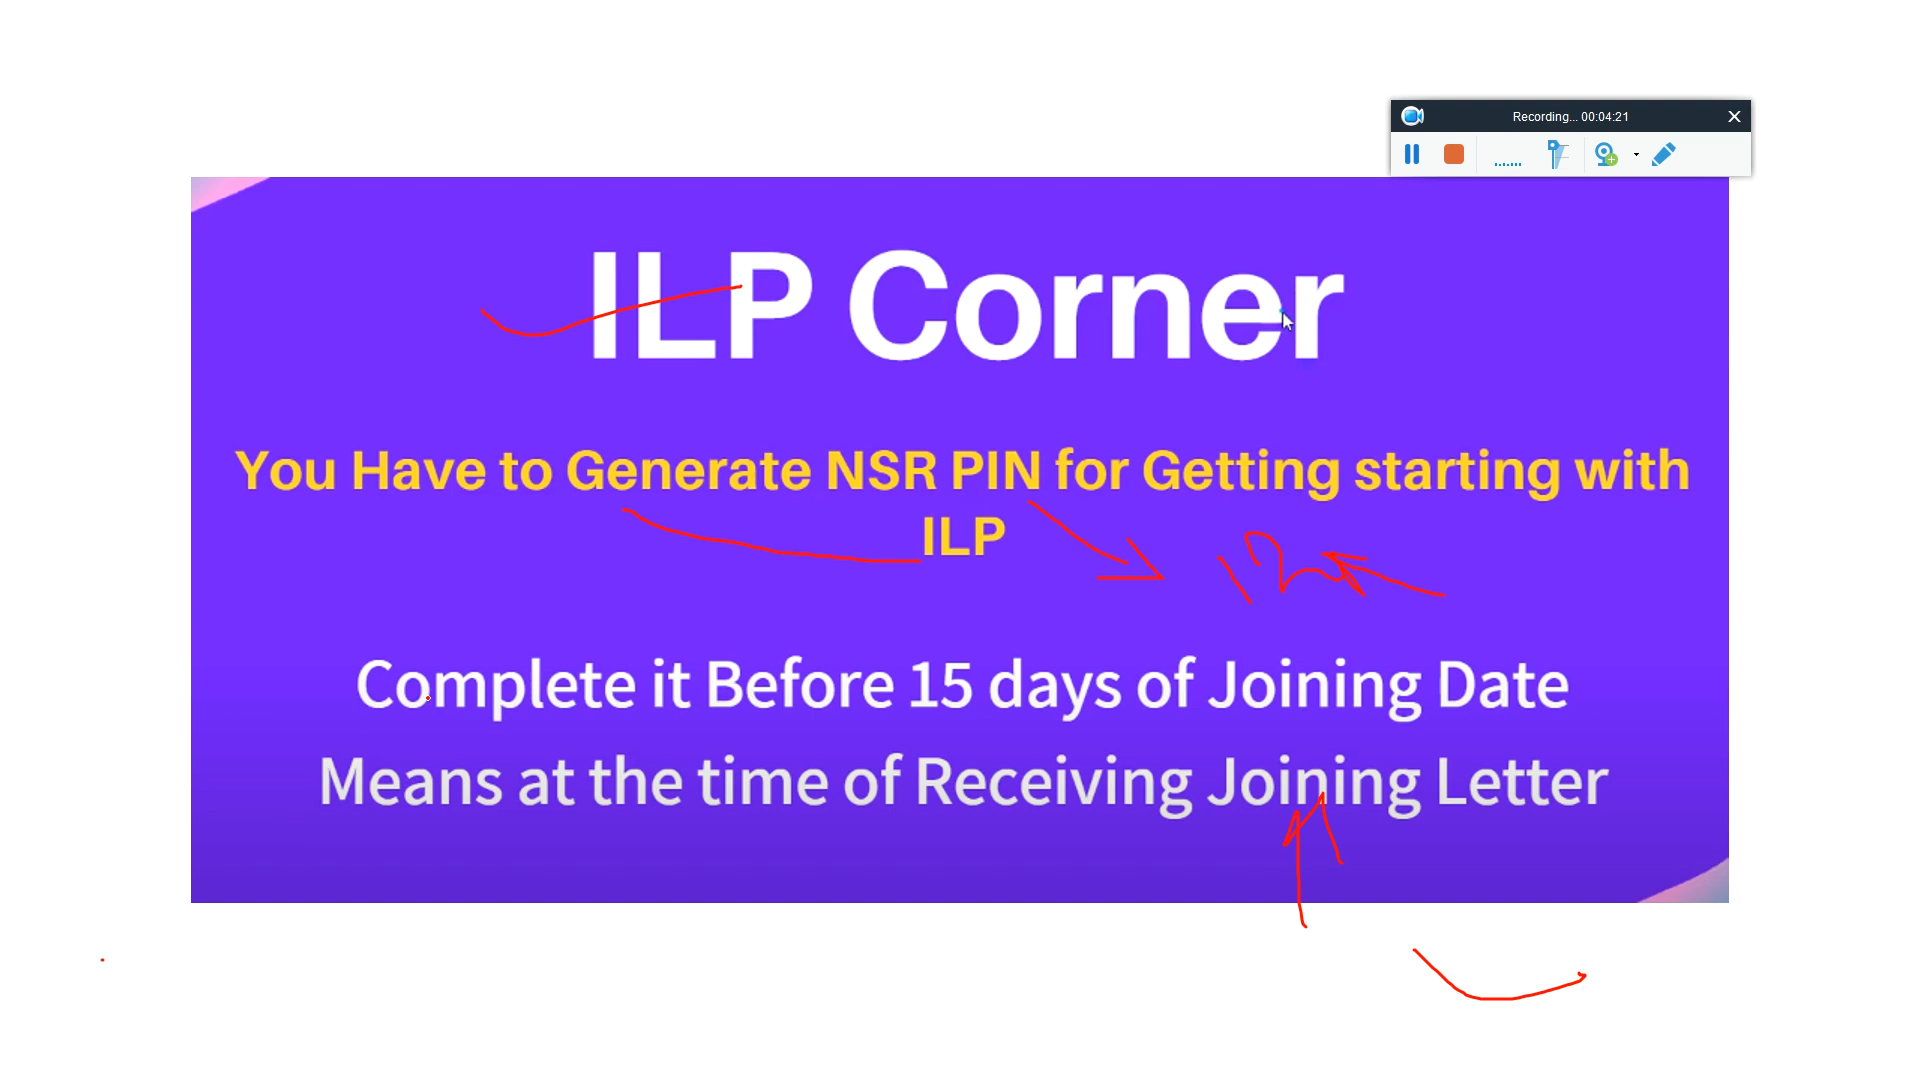 Recording... 00:04:21
ILP Corner
You Have to Generate NSR PIN for Getting starting with
ILP
Complete it Before 15 days of Joining Date
Means at the time of Receiving Joining Letter